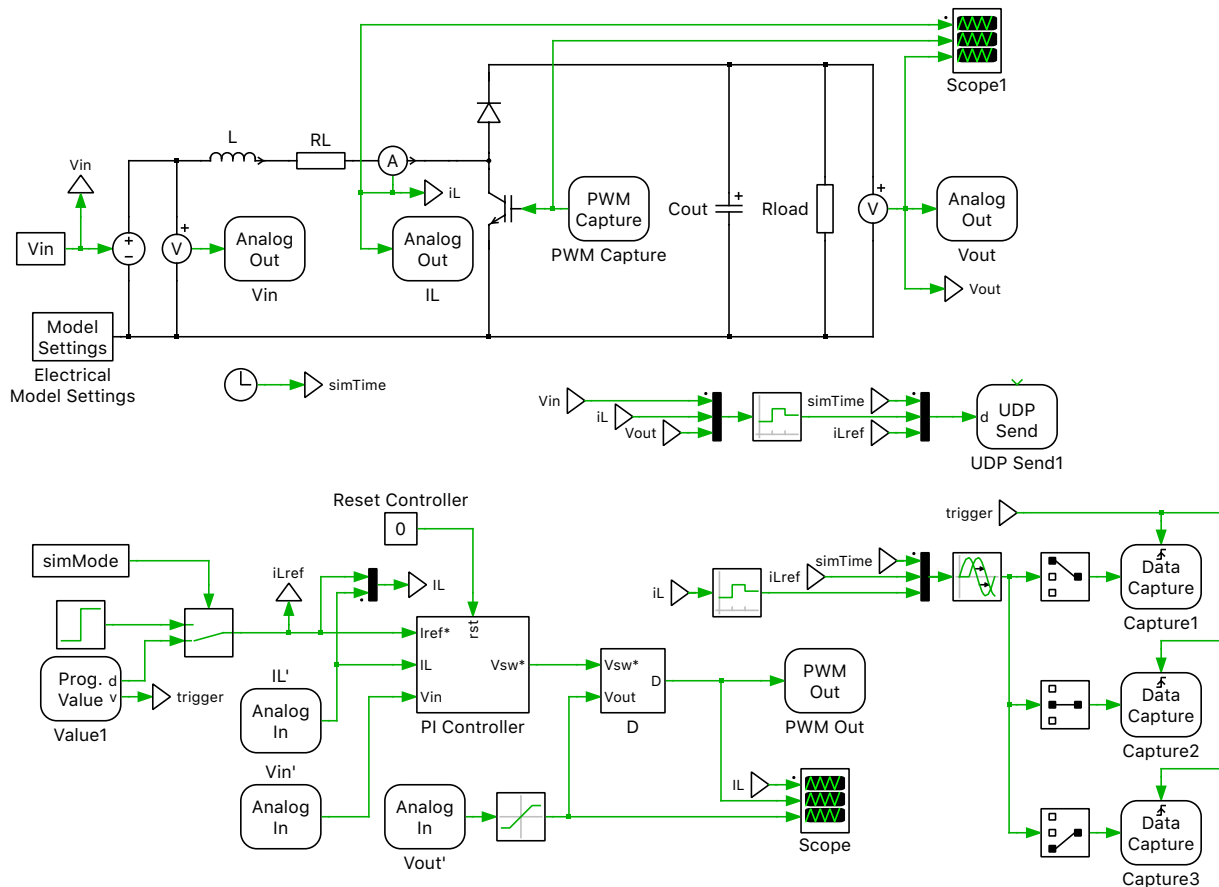 Scope1
L
RL
A
Vin
iL
PWM
Capture
PWM Capture
Cout
+
Rload
+
V
Analog
Out
Vout
Vin
+
−
+
V
Analog
Out
Vin
Analog
Out
IL
Vout
Model
Settings
Electrical
Model Settings
simTime
Vin
iL
Vout
simTime
iLref
d
UDP
Send
UDP Send1
Reset Controller
0
trigger
simMode
iLref
IL
simTime
iLref
iL
Data
Capture
Capture1
Iref*
rst
IL
Vsw*
Vin
PI Controller
Vsw*
Vout
D
D
PWM
Out
PWM Out
Prog.
Value
d
v
trigger
Value1
IL'
Analog
In
Data
Capture
Capture2
Vin'
Analog
In
Analog
In
Vout'
IL
Scope
Data
Capture
Capture3